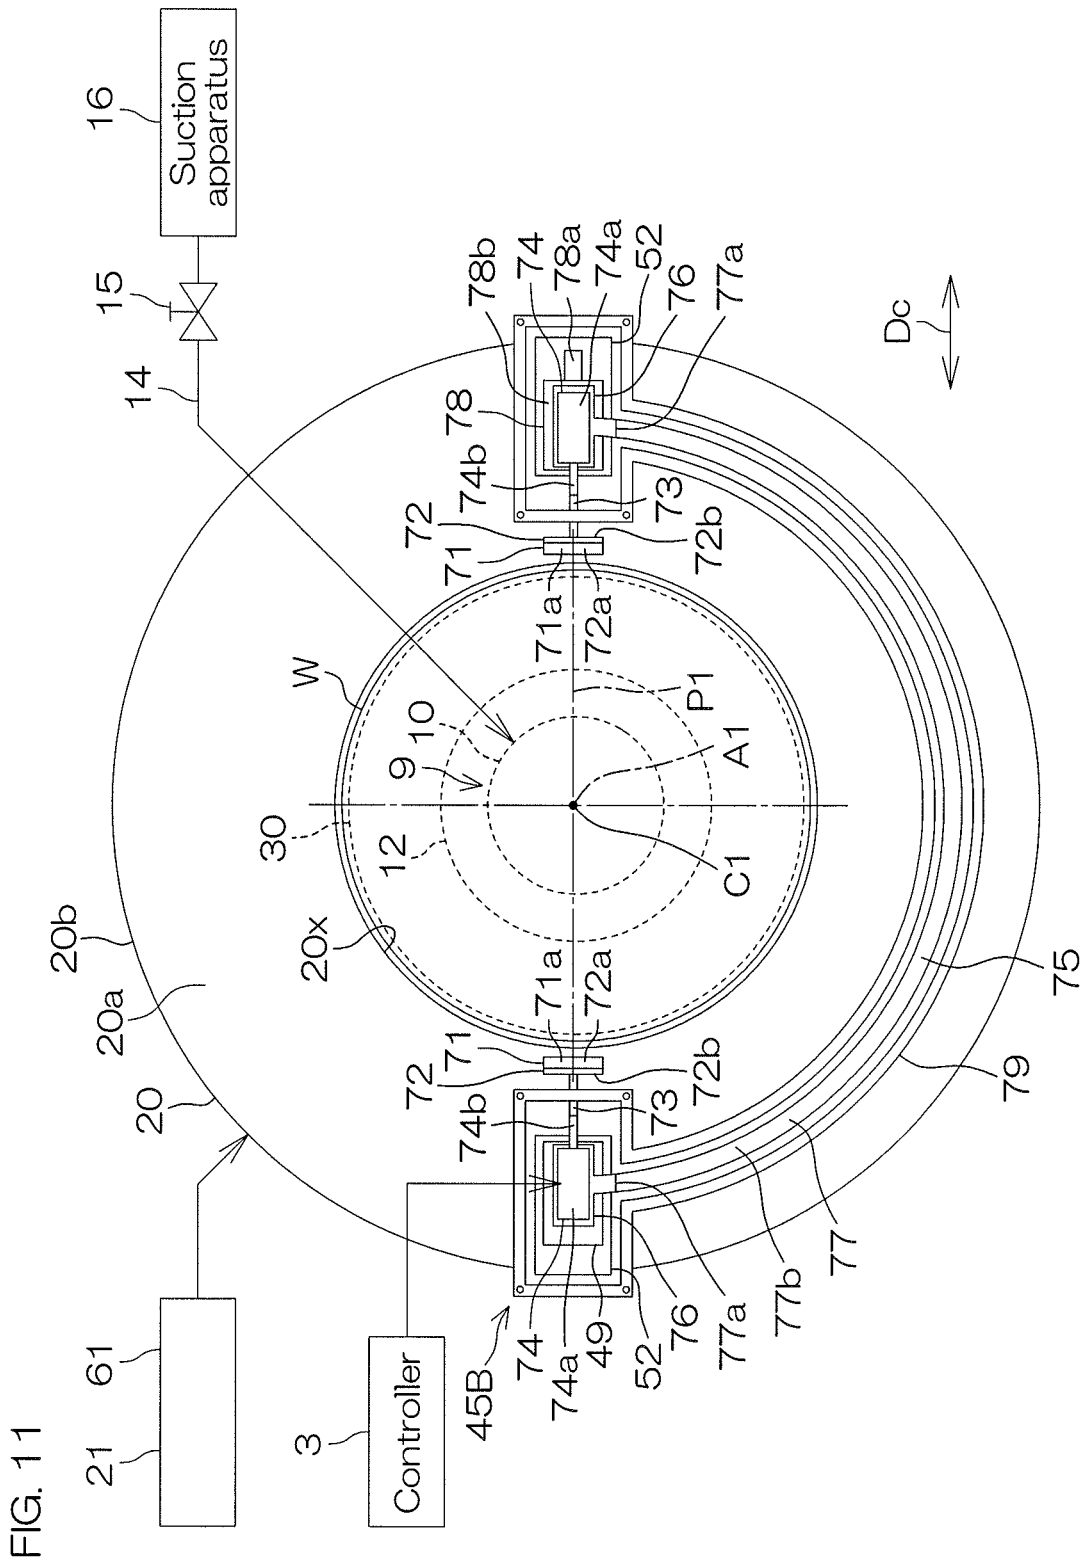 FIG. 11
21
61
3
Controller
20
20a
20b
14
15
16
Suction
apparatus
45B
74
74a
49
52
76
77a
77b
77
79
75
74b
72
71
73
72b
71a
72a
20x
30
12
9
10
W
C1
A1
P1
71a
72a
71
72
72b
73
74b
78
78b
74
78a
74a
52
76
77a
Dc